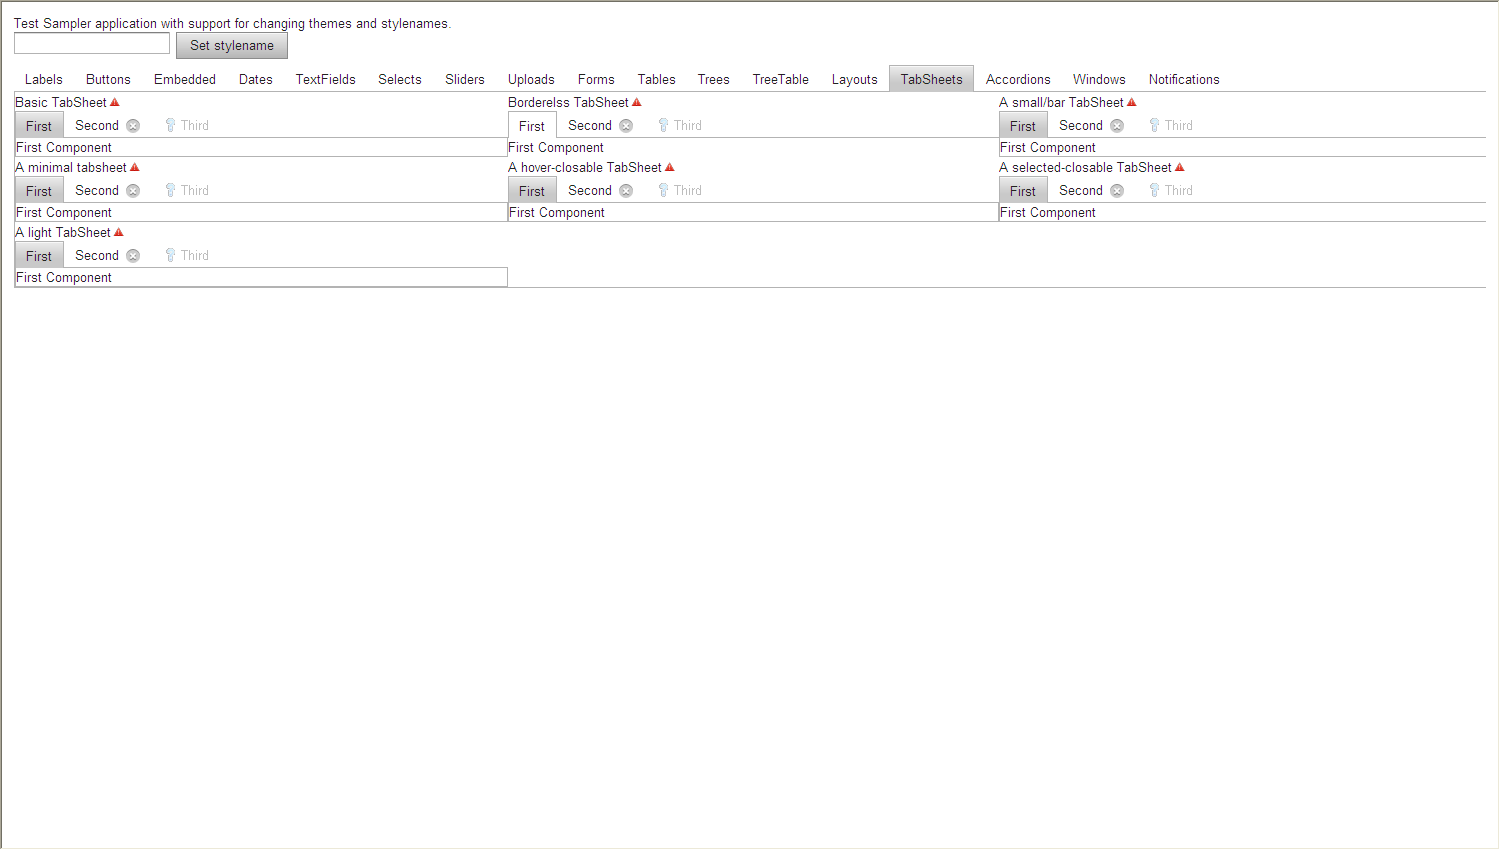 Test Sampler application with support for changing themes and stylenames.
Set stylename
Labels Buttons Embedded Dates TextFields Selects Sliders Uploads Forms Tables Trees TreeTable Layouts TabSheets Accordions Windows Notifications
Basic TabSheet Borderelss TabSheet A small/bar TabSheet
First Second Third First Second Third First Second Third
First Component First Component First Component
A minimal tabsheet A hover-closable TabSheet A selected-closable TabSheet
First Second Third First Second Third First Second Third
First Component First Component First Component
A light TabSheet
First Second Third
First Component